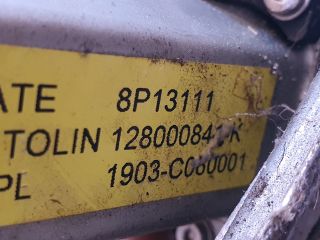 ATE 8P13111
TOLIN 128000841-K
PL 1903-C080001